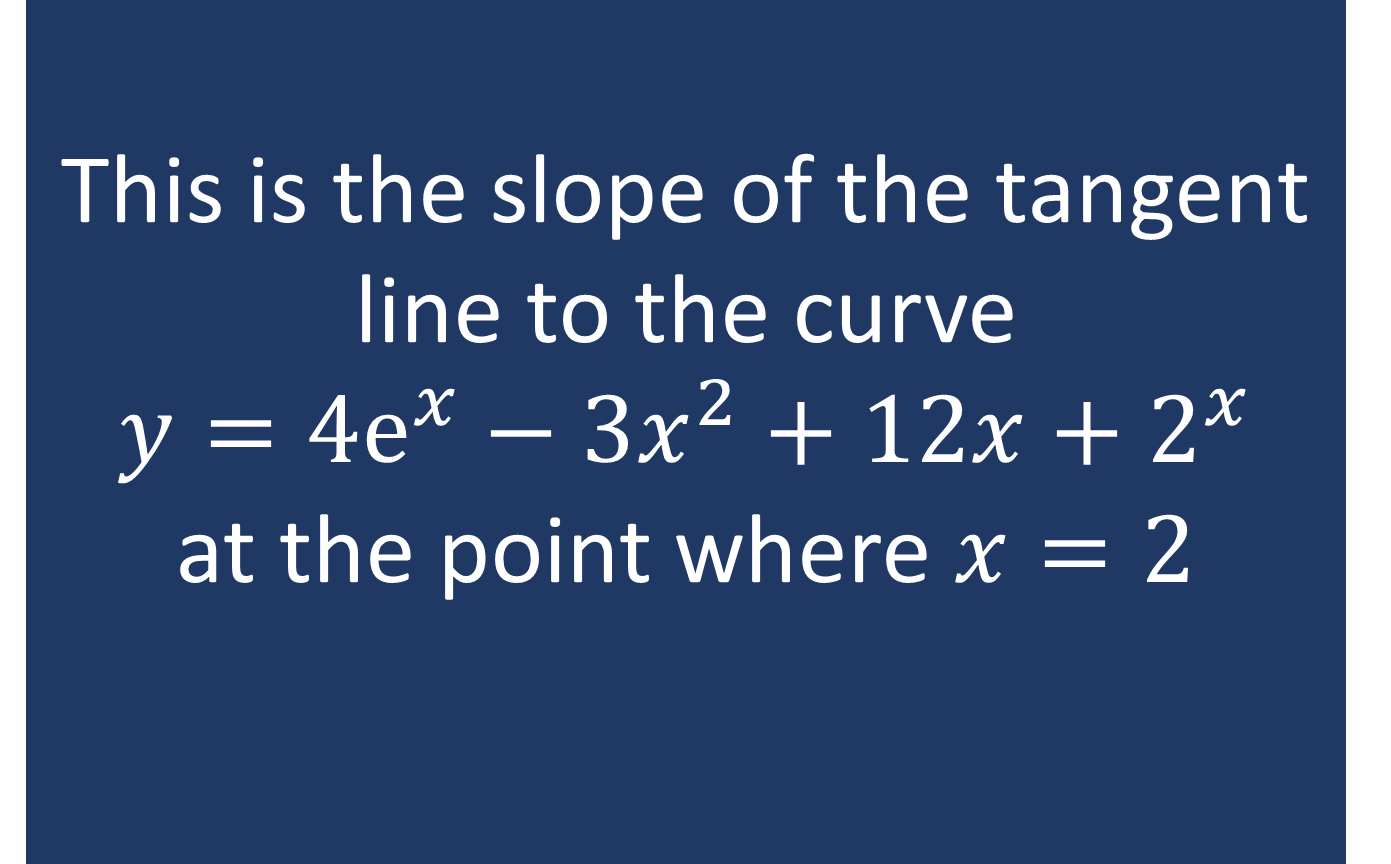 This is the slope of the tangent
line to the curve
𝑦 = 4e^𝑥 − 3𝑥^2 + 12𝑥 + 2^𝑥
at the point where 𝑥 = 2